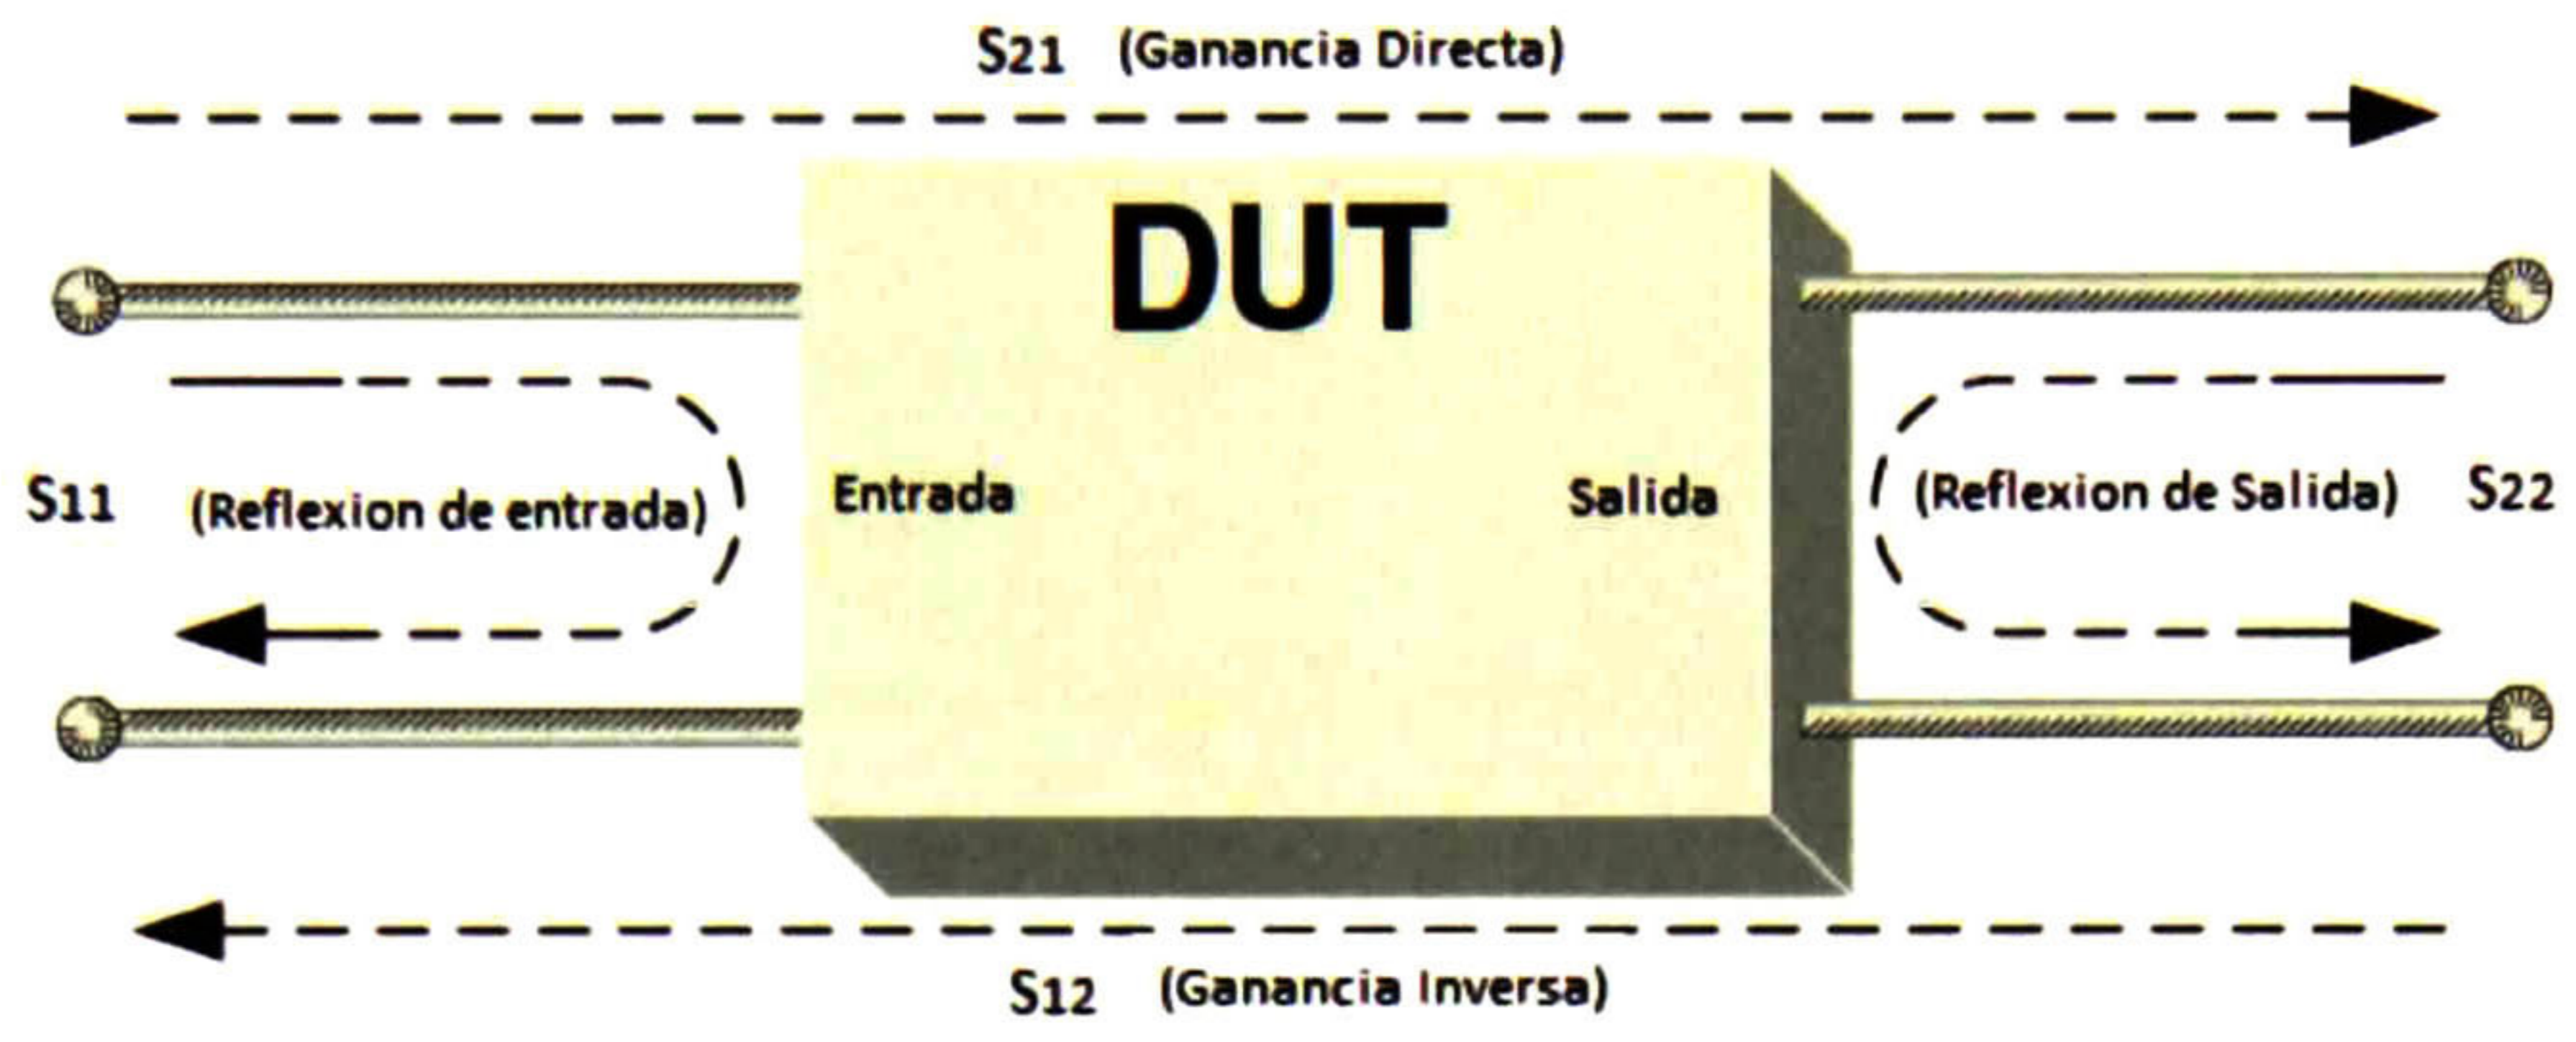 S21 (Ganancia Directa)
DUT
S11 (Reflexion de entrada) Entrada Salida (Reflexion de Salida) S22
S12 (Ganancia Inversa)